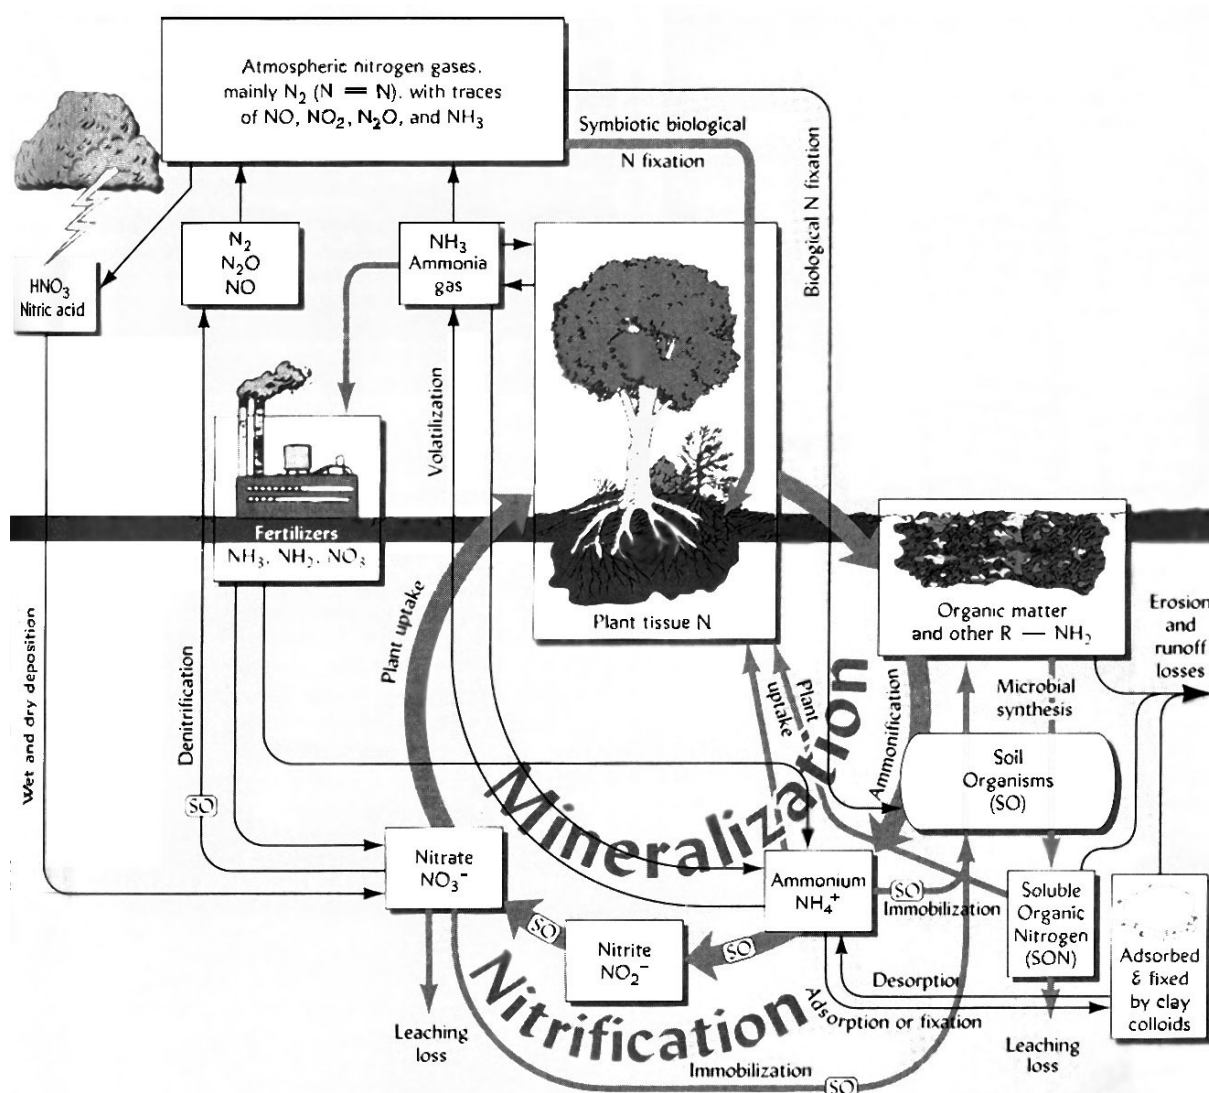 Atmospheric nitrogen gases,
mainly N₂ (N = N), with traces
of NO, NO₂, N₂O, and NH₃
Symbiotic biological
N fixation
Biological N fixation
N₂
N₂O
NO
NH₃
Ammonia
gas
HNO₃
Nitric acid
Volatilization
Fertilizers
NH₃, NH₂, NO₃
Plant tissue N
Organic matter
and other R — NH₂
Erosion
and
runoff
losses
Wet and dry deposition
Denitrification
SO
Plant uptake
Plant
uptake
Mineralization
Ammonification
Microbial
synthesis
Soil
Organisms
(SO)
Nitrate
NO₃⁻
Ammonium
NH₄⁺
SO
Immobilization
Soluble
Organic
Nitrogen
(SON)
Adsorbed
& fixed
by clay
colloids
SO
Nitrite
NO₂⁻
SO
Nitrification
Desorption
Adsorption or fixation
Leaching
loss
Leaching
loss
Immobilization
SO